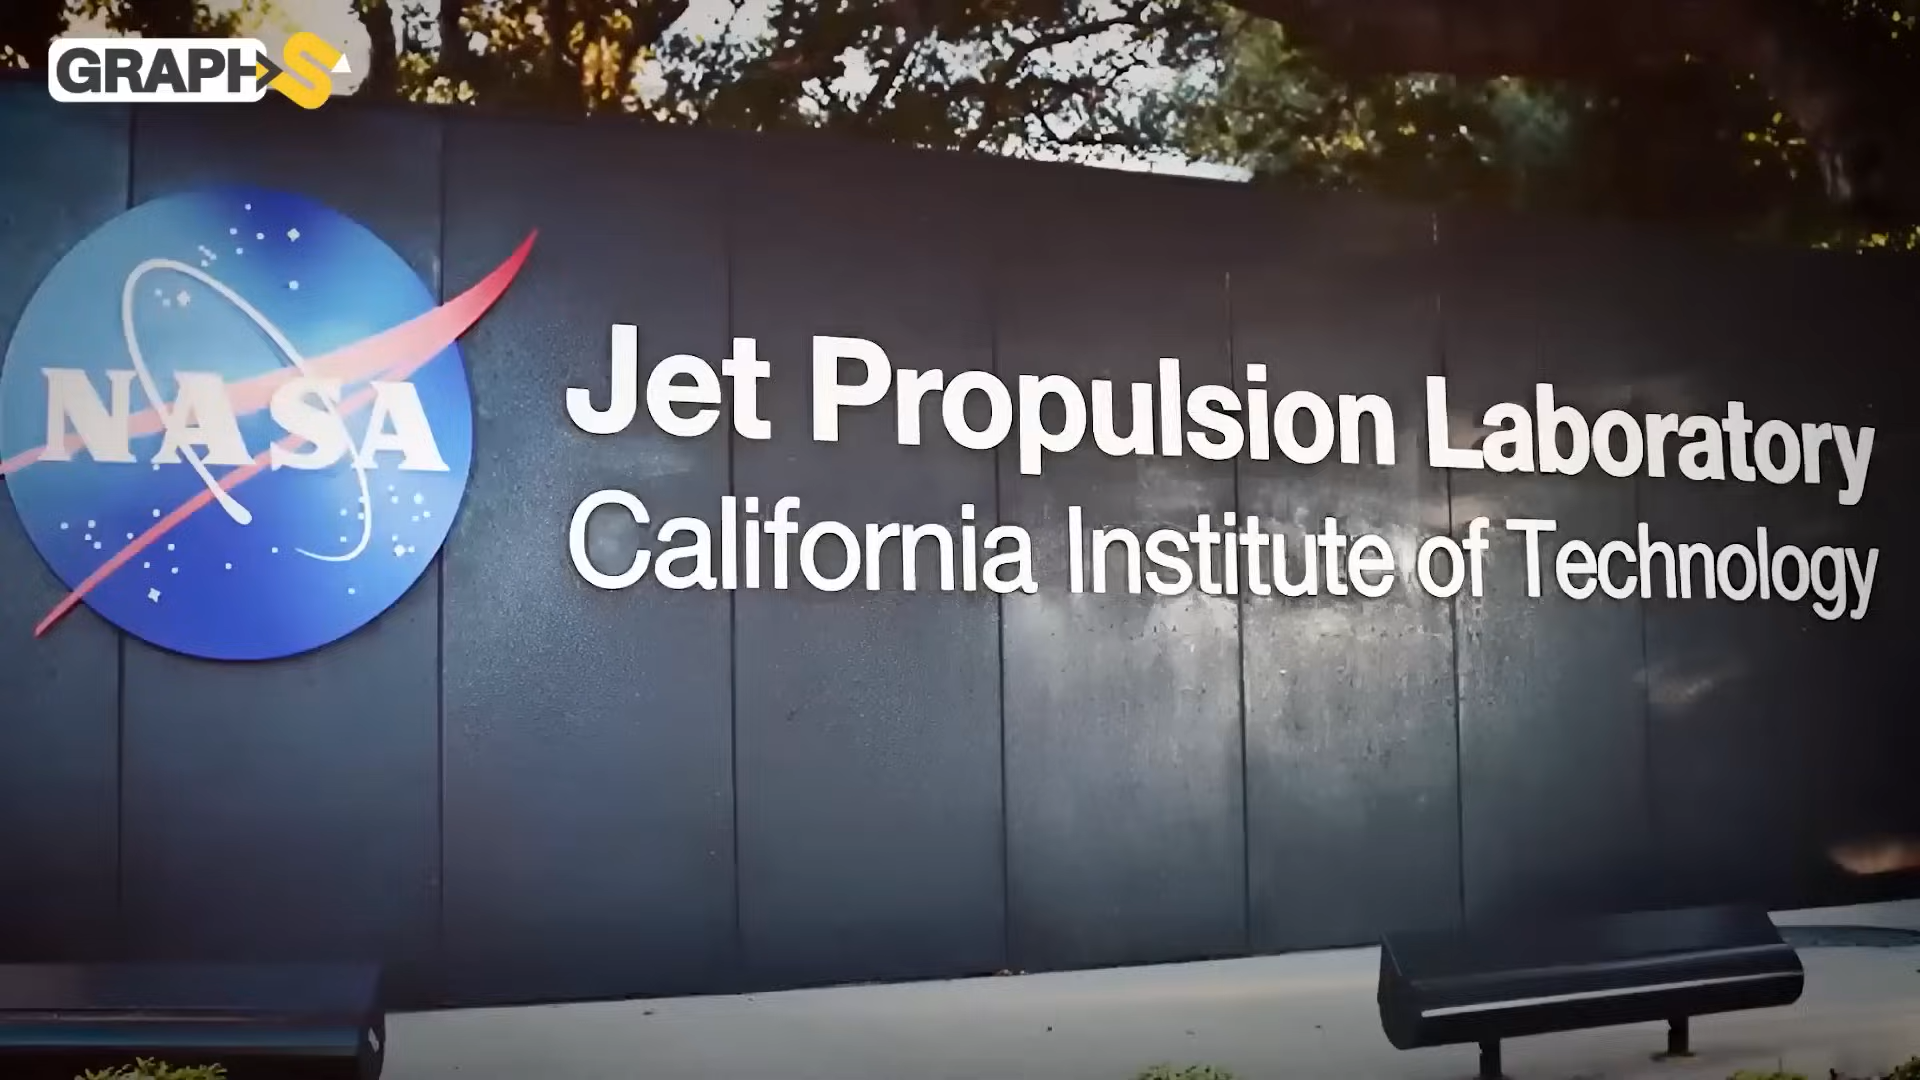 GRAPHS
NASA
Jet Propulsion Laboratory
California Institute of Technology